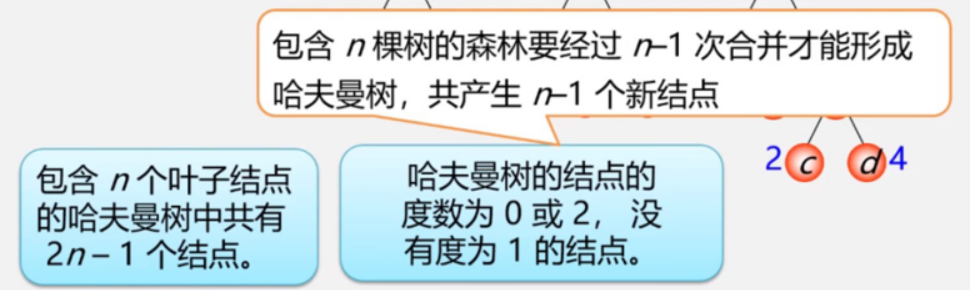 包含 n 棵树的森林要经过 n–1 次合并才能形成
哈夫曼树，共产生 n–1 个新结点
2 c d 4
包含 n 个叶子结点
的哈夫曼树中共有
2n – 1 个结点。
哈夫曼树的结点的
度数为 0 或 2， 没
有度为 1 的结点。